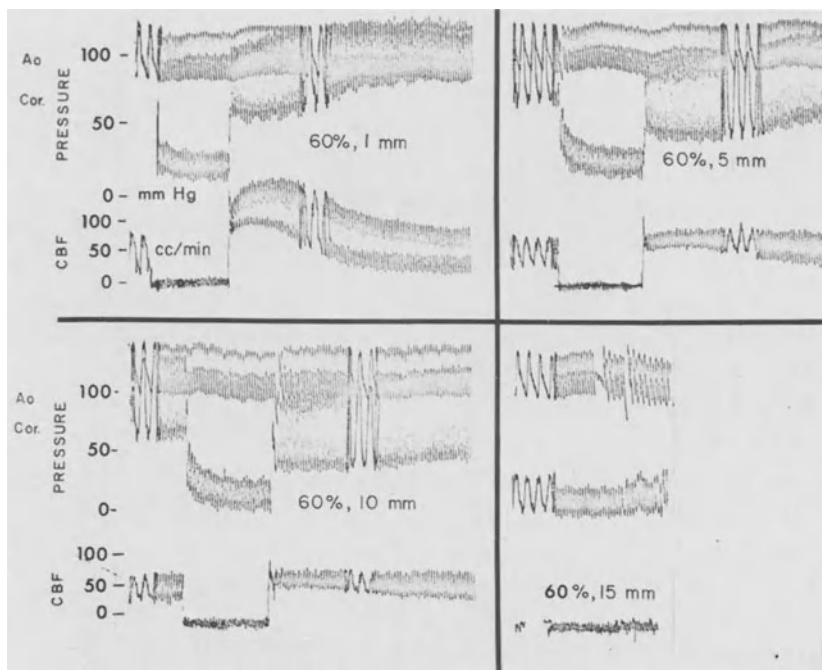 Ao
Cor.
PRESSURE
100 -
50 -
0 -
mm Hg
60%, 1 mm
CBF
100 -
50 -
0 -
cc/min
60%, 5 mm
Ao
Cor.
PRESSURE
100-
50-
0-
60%, 10 mm
CBF
100 -
50 -
0 -
60%, 15 mm